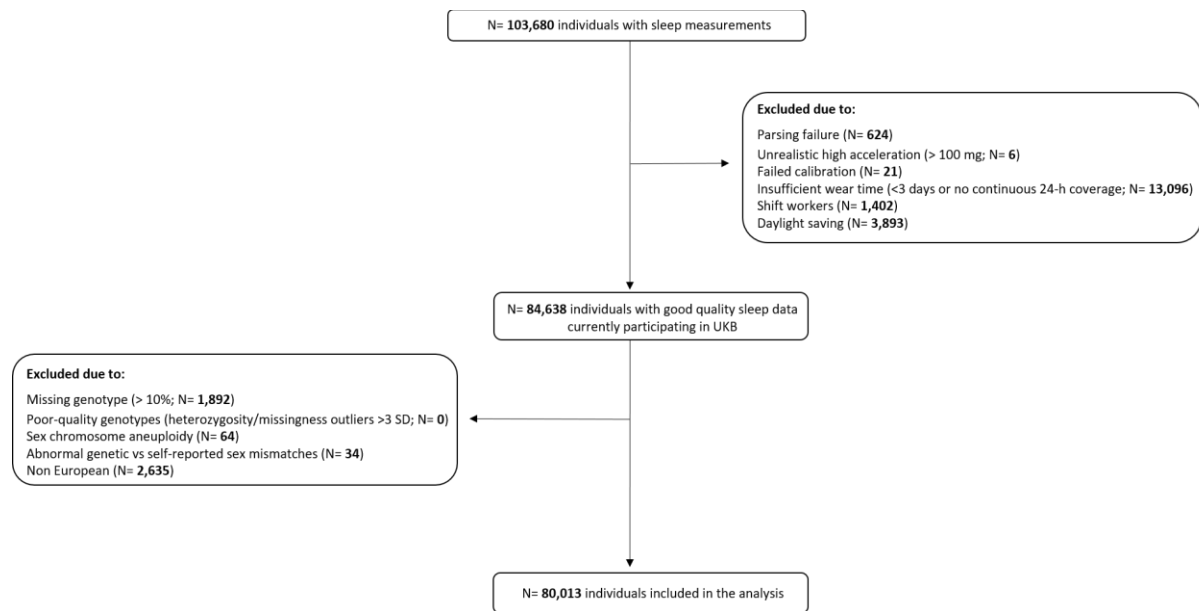 N= 103,680 individuals with sleep measurements
Excluded due to:
Parsing failure (N= 624)
Unrealistic high acceleration (> 100 mg; N= 6)
Failed calibration (N= 21)
Insufficient wear time (<3 days or no continuous 24-h coverage; N= 13,096)
Shift workers (N= 1,402)
Daylight saving (N= 3,893)
N= 84,638 individuals with good quality sleep data
currently participating in UKB
Excluded due to:
Missing genotype (> 10%; N= 1,892)
Poor-quality genotypes (heterozygosity/missingness outliers >3 SD; N= 0)
Sex chromosome aneuploidy (N= 64)
Abnormal genetic vs self-reported sex mismatches (N= 34)
Non European (N= 2,635)
N= 80,013 individuals included in the analysis